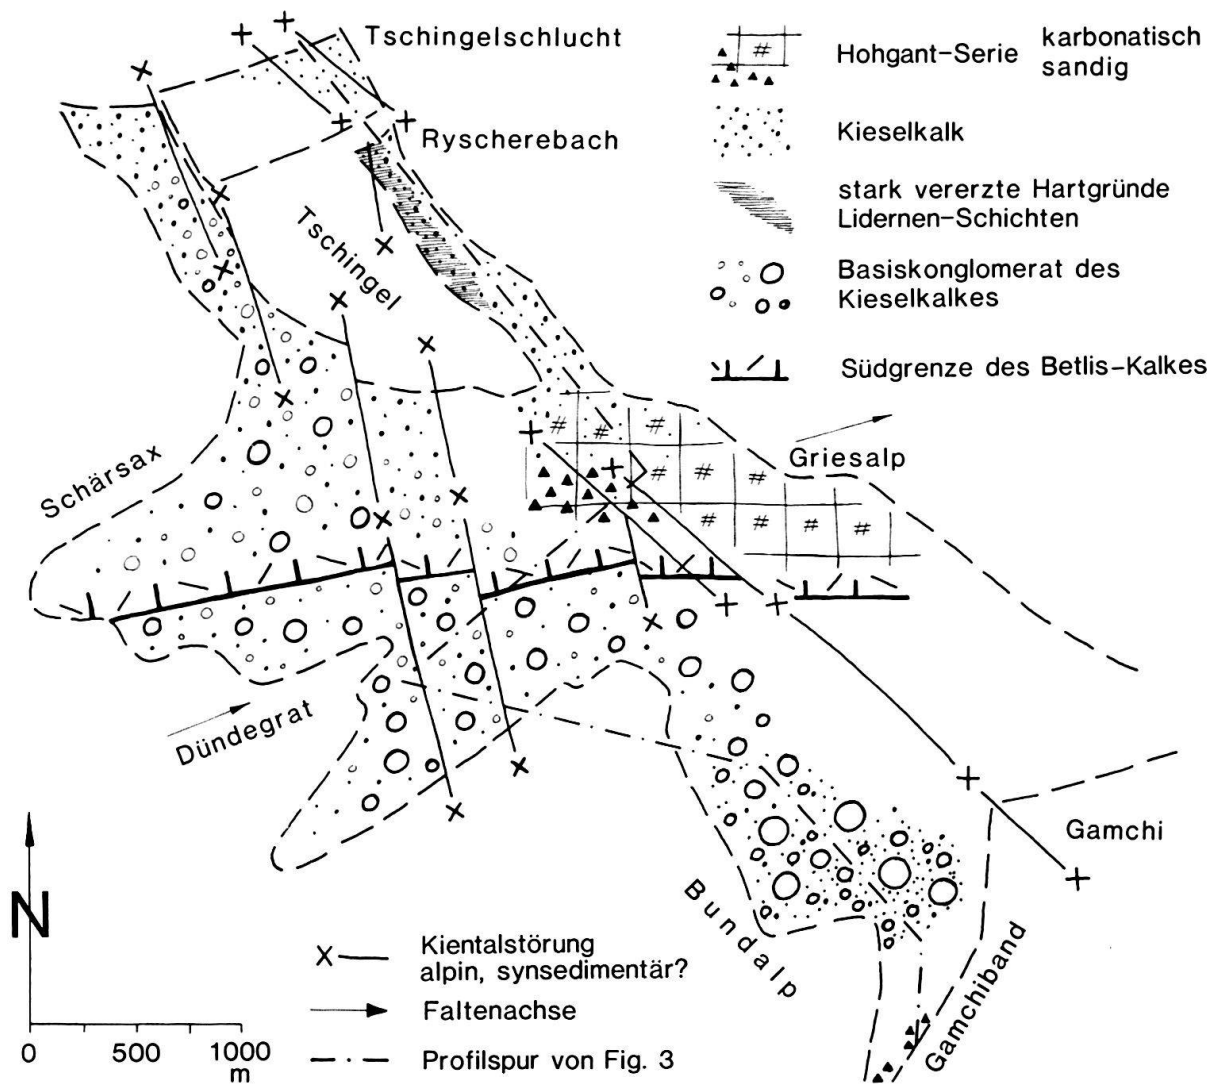 Tschingelschlucht
Ryscherebach
Tschingel
Schärsax
Dündegrat
Griesalp
Bundalp
Gamchi
Gamchiband
Hohgant-Serie karbonatisch
sandig
Kieselkalk
stark vererzte Hartgründe
Lidernen-Schichten
Basiskonglomerat des
Kieselkalkes
Südgrenze des Betlis-Kalkes
N
0 500 1000
m
Kientalstörung
alpin, synsedimentär?
Faltenachse
Profilspur von Fig. 3